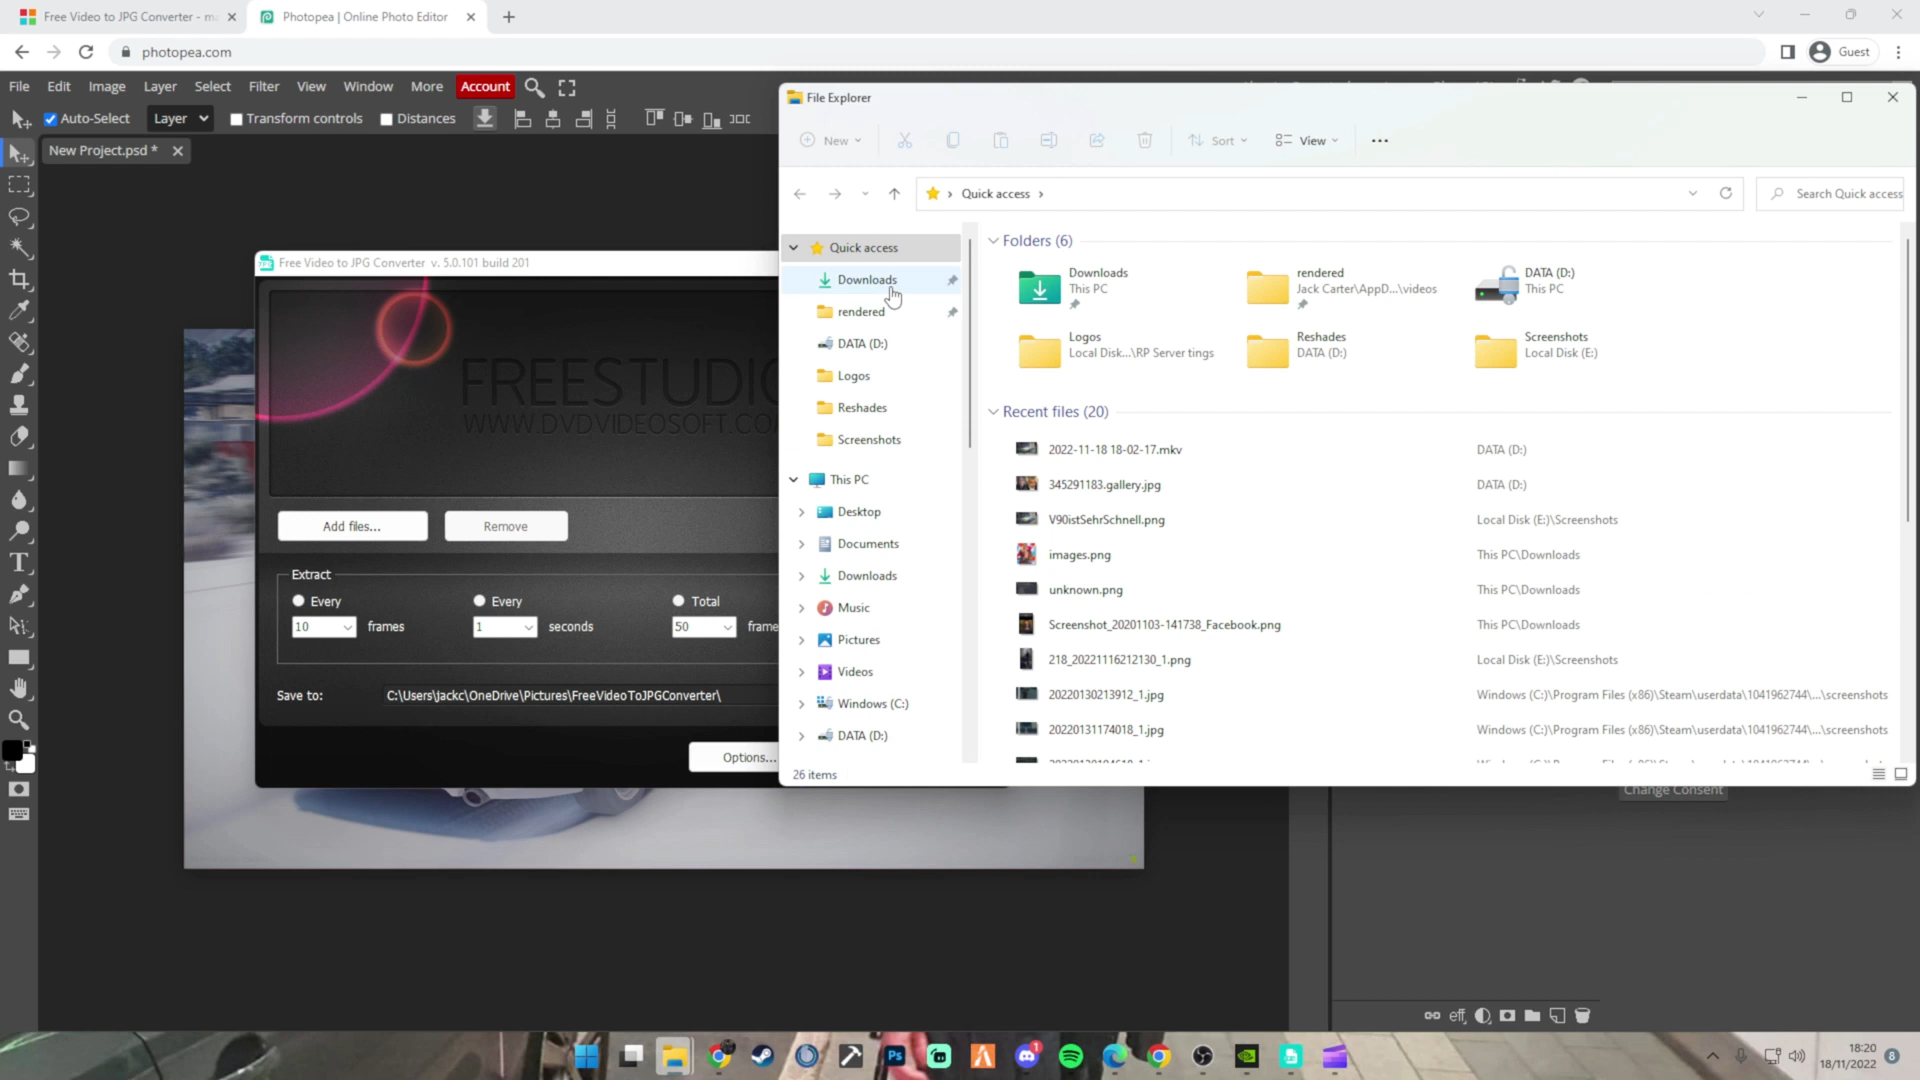 Free Video to JPG Converter - m
Photopea | Online Photo Editor
photopea.com
Guest
File Edit Image Layer Select Filter View Window More Account
Auto-Select Layer Transform controls Distances
New Project.psd *
File Explorer
New Sort View
Quick access
Search Quick access
Quick access
Downloads
rendered
DATA (D:)
Logos
Reshades
Screenshots
This PC
Desktop
Documents
Downloads
Music
Pictures
Videos
Windows (C:)
DATA (D:)
26 items
Folders (6)
Downloads
This PC
rendered
Jack Carter\AppD...\videos
DATA (D:)
This PC
Logos
Local Disk...\RP Server tings
Reshades
DATA (D:)
Screenshots
Local Disk (E:)
Recent files (20)
2022-11-18 18-02-17.mkv DATA (D:)
345291183.gallery.jpg DATA (D:)
V90istSehrSchnell.png Local Disk (E:)\Screenshots
images.png This PC\Downloads
unknown.png This PC\Downloads
Screenshot_20201103-141738_Facebook.png This PC\Downloads
218_20221116212130_1.png Local Disk (E:)\Screenshots
20220130213912_1.jpg Windows (C:)\Program Files (x86)\Steam\userdata\1041962744\...\screenshots
20220131174018_1.jpg Windows (C:)\Program Files (x86)\Steam\userdata\1041962744\...\screenshots
Free Video to JPG Converter v. 5.0.101 build 201
FREESTUDIO
WWW.DVDVIDEOSOFT.CO
Add files... Remove
Extract
Every Every Total
10 frames 1 seconds 50 frame
Save to: C:\Users\jackc\OneDrive\Pictures\FreeVideoToJPGConverter\
Options...
Change Consent
eff
Ps
1
18:20
18/11/2022
8